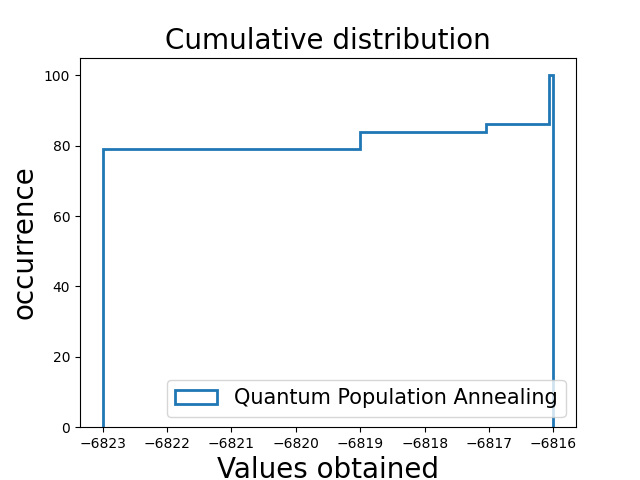 Cumulative distribution
occurrence
100
80
60
40
20
0
Quantum Population Annealing
−6823 −6822 −6821 −6820 −6819 −6818 −6817 −6816
Values obtained